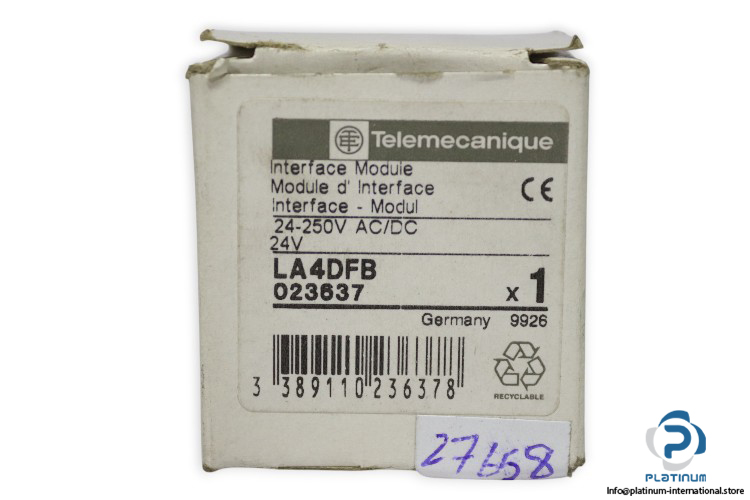 Telemecanique
Interface Module
Module d' Interface
Interface - Modul
CE
24-250V AC/DC
24V
LA4DFB
023637
x 1
Germany 9926
3 389110 236378
RECYCLABLE
27658
PLATINUM
Info@platinum-international.store